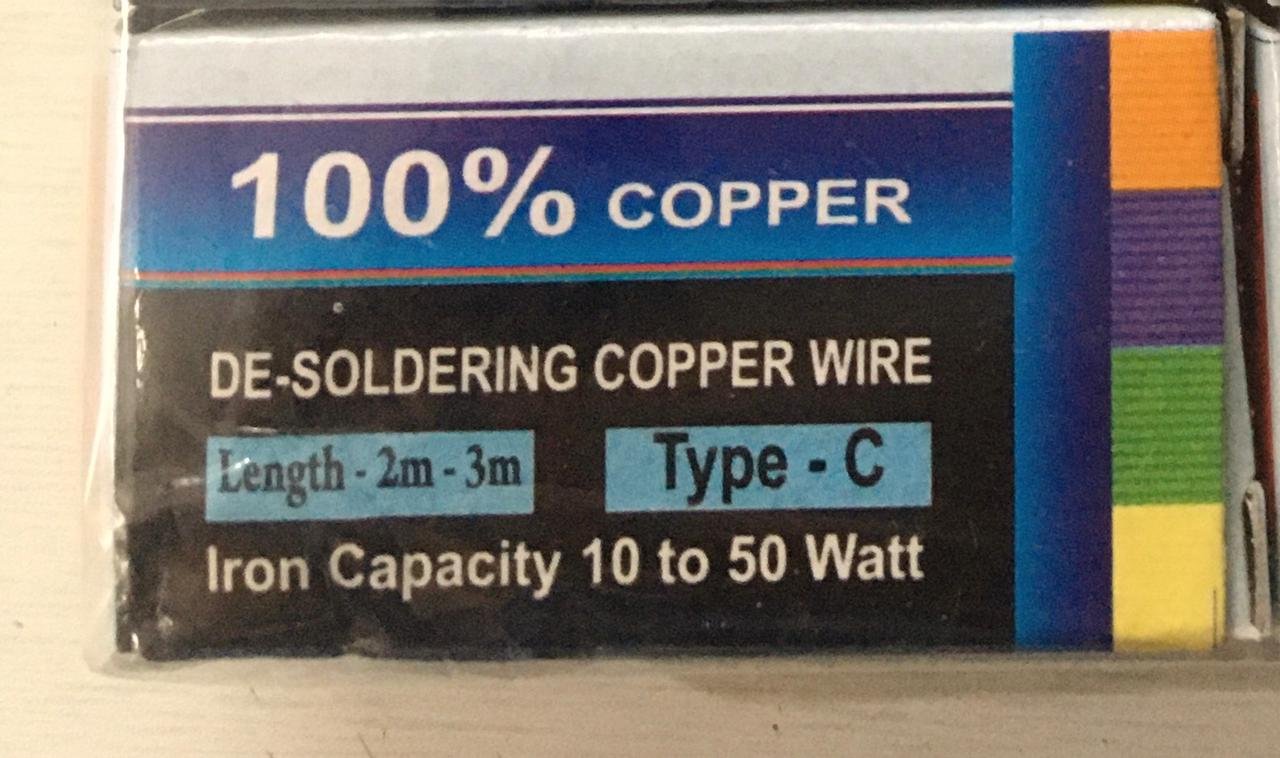 100% COPPER
DE-SOLDERING COPPER WIRE
Length - 2m - 3m Type - C
Iron Capacity 10 to 50 Watt